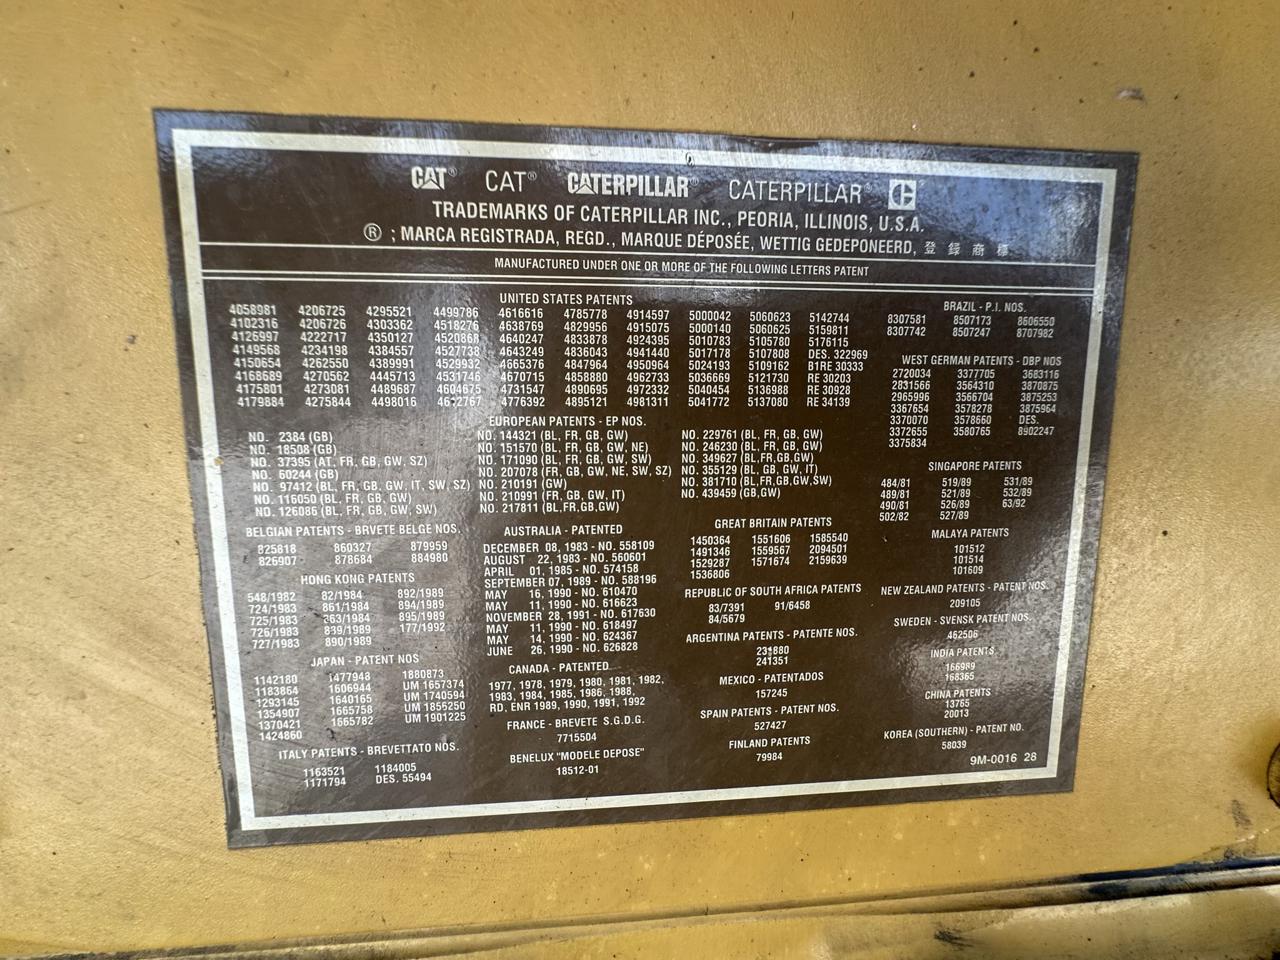 CAT® CAT® CATERPILLAR® CATERPILLAR®
TRADEMARKS OF CATERPILLAR INC., PEORIA, ILLINOIS, U.S.A.
® ; MARCA REGISTRADA, REGD., MARQUE DÉPOSÉE, WETTIG GEDEPONEERD, 登 録 商 標
MANUFACTURED UNDER ONE OR MORE OF THE FOLLOWING LETTERS PATENT
UNITED STATES PATENTS
4058981 4206725 4295521 4499786 4616616 4785778 4914597 5000042 5060623 5142744
4102316 4206726 4303362 4518276 4638769 4829956 4915075 5000140 5060625 5159811
4126997 4222717 4350127 4520868 4640247 4833878 4924395 5010783 5105780 5176115
4149568 4234198 4384557 4527738 4643249 4836043 4941440 5017178 5107808 DES. 322969
4150654 4262550 4389991 4529932 4665376 4847964 4950964 5024193 5109162 B1RE 30333
4168689 4270562 4445713 4531746 4670715 4858880 4962733 5036669 5121730 RE 30203
4175801 4273081 4489687 4604675 4731547 4890695 4972332 5040454 5136988 RE 30928
4179884 4275844 4498016 4612767 4776392 4895121 4981311 5041772 5137080 RE 34139
EUROPEAN PATENTS - EP NOS.
NO. 2384 (GB)
NO. 18508 (GB)
NO. 37395 (AT, FR, GB, GW, SZ)
NO. 60244 (GB)
NO. 97412 (BL, FR, GB, GW, IT, SW, SZ)
NO. 116050 (BL, FR, GB, GW)
NO. 126086 (BL, FR, GB, GW, SW)
NO. 144321 (BL, FR, GB, GW)
NO. 151570 (BL, FR, GB, GW, NE)
NO. 171090 (BL, FR, GB, GW, SW)
NO. 207078 (FR, GB, GW, NE, SW, SZ)
NO. 210191 (GW)
NO. 210991 (FR, GB, GW, IT)
NO. 217811 (BL,FR,GB,GW)
NO. 229761 (BL, FR, GB, GW)
NO. 246230 (BL, FR, GB, GW)
NO. 349627 (BL, FR,GB,GW)
NO. 355129 (BL, GB, GW, IT)
NO. 381710 (BL,FR,GB,GW,SW)
NO. 439459 (GB,GW)
BELGIAN PATENTS - BRVETE BELGE NOS.
825818 860327 879959
826907 878684 884980
HONG KONG PATENTS
548/1982 82/1984 892/1989
724/1983 861/1984 894/1989
725/1983 263/1984 895/1989
726/1983 839/1989 177/1992
727/1983 890/1989
JAPAN - PATENT NOS
1142180 1477948 1880873
1183864 1606944 UM 1657374
1293145 1640165 UM 1740594
1354907 1665758 UM 1856250
1370421 1665782 UM 1901225
1424860
ITALY PATENTS - BREVETTATO NOS.
1163521 1184005
1171794 DES. 55494
AUSTRALIA - PATENTED
DECEMBER 08, 1983 - NO. 558109
AUGUST 22, 1983 - NO. 560601
APRIL 01, 1985 - NO. 574158
SEPTEMBER 07, 1989 - NO. 588196
MAY 16, 1990 - NO. 610470
MAY 11, 1990 - NO. 616623
NOVEMBER 28, 1991 - NO. 617630
MAY 11, 1990 - NO. 618497
MAY 14, 1990 - NO. 624367
JUNE 26, 1990 - NO. 626828
CANADA - PATENTED
1977, 1978, 1979, 1980, 1981, 1982,
1983, 1984, 1985, 1986, 1988,
RD, ENR 1989, 1990, 1991, 1992
FRANCE - BREVETE S.G.D.G.
7715504
BENELUX "MODELE DEPOSE"
18512-01
GREAT BRITAIN PATENTS
1450364 1551606 1585540
1491346 1559567 2094501
1529287 1571674 2159639
1536806
REPUBLIC OF SOUTH AFRICA PATENTS
83/7391 91/6458
84/5679
ARGENTINA PATENTS - PATENTE NOS.
231880
241351
MEXICO - PATENTADOS
157245
SPAIN PATENTS - PATENT NOS.
527427
FINLAND PATENTS
79984
BRAZIL - P.I. NOS.
8307581 8507173 8606550
8307742 8507247 8707982
WEST GERMAN PATENTS - DBP NOS
2720034 3377705 3683116
2831566 3564310 3870875
2965996 3566704 3875253
3367654 3578278 3875964
3370070 3578660 DES.
3372655 3580765 8902247
3375834
SINGAPORE PATENTS
484/81 519/89 531/89
489/81 521/89 532/89
490/81 526/89 63/92
502/82 527/89
MALAYA PATENTS
101512
101514
101609
NEW ZEALAND PATENTS - PATENT NOS.
209105
SWEDEN - SVENSK PATENT NOS.
462506
INDIA PATENTS
166989
168365
CHINA PATENTS
13765
20013
KOREA (SOUTHERN) - PATENT NO.
58039
9M-0016 28